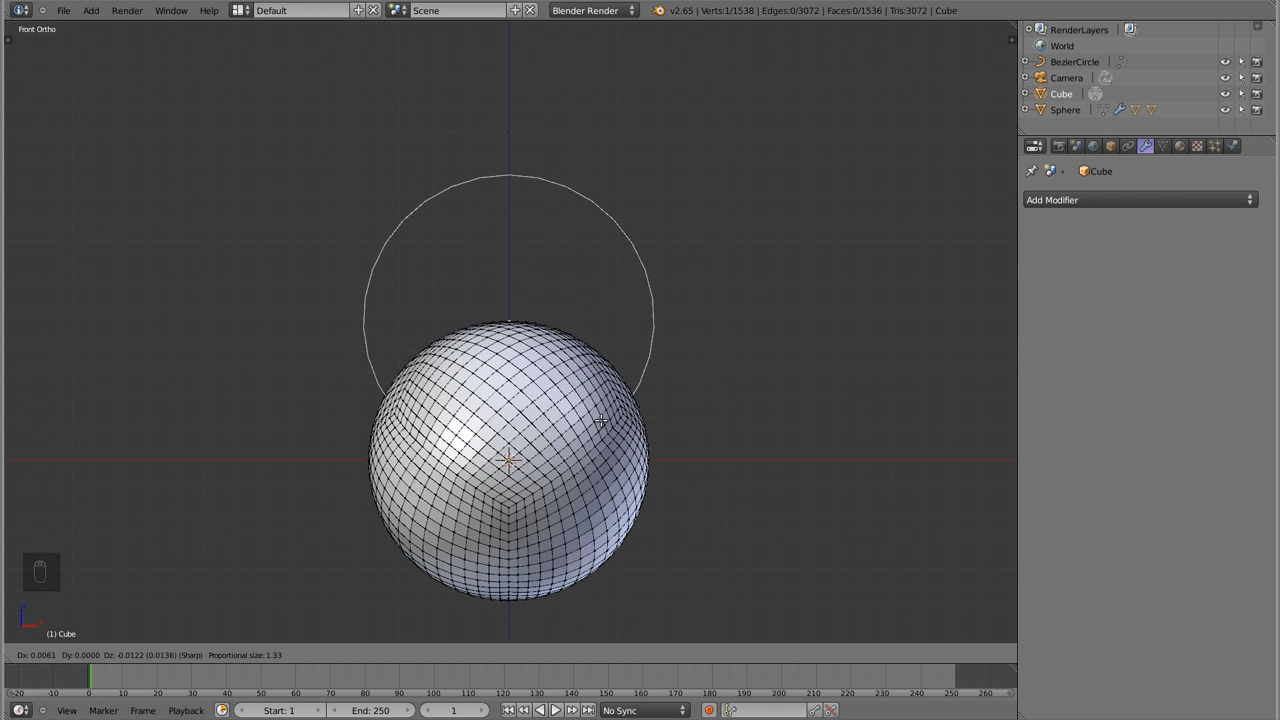 File Add Render Window Help Default Scene Blender Render v2.65 | Verts:1/1538 | Edges:0/3072 | Faces:0/1536 | Tris:3072 | Cube
Front Ortho
RenderLayers
World
BezierCircle
Camera
Cube
Sphere
Cube
Add Modifier
(1) Cube
Dx: 0.0061 Dy: 0.0000 Dz: -0.0122 (0.0136) (Sharp) Proportional size: 1.33
-20 -10 0 10 20 30 40 50 60 70 80 90 100 110 120 130 140 150 160 170 180 190 200 210 220 230 240 250 260
View Marker Frame Playback Start: 1 End: 250 1 No Sync